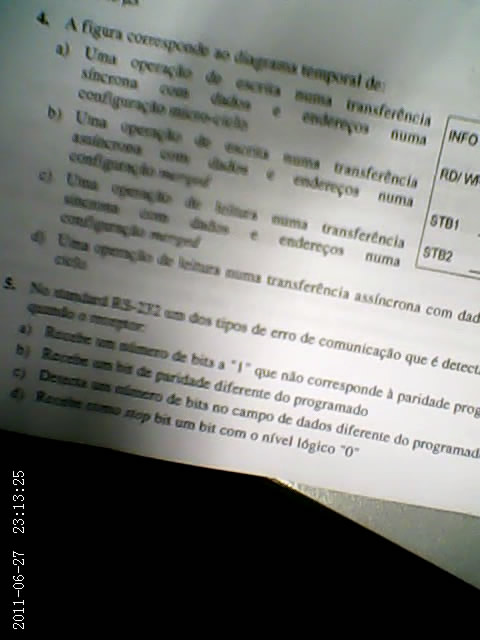 4. A figura corresponde ao diagrama temporal de:
a) Uma operação de escrita numa transferência
síncrona com dados e endereços numa
configuração micro-ciclo
b) Uma operação de escrita numa transferência
assíncrona com dados e endereços numa
configuração merged
c) Uma operação de leitura numa transferência
síncrona com dados e endereços numa
configuração merged
d) Uma operação de leitura numa transferência assíncrona com dad
ciclo
INFO
RD/WR
STB1
STB2
5. No standard RS-232 um dos tipos de erro de comunicação que é detect
quando o receptor:
a) Recebe um número de bits a "1" que não corresponde à paridade prog
b) Recebe um bit de paridade diferente do programado
c) Detecta um número de bits no campo de dados diferente do programad
d) Recebe como stop bit um bit com o nível lógico "0"
2011-06-27 23:13:25